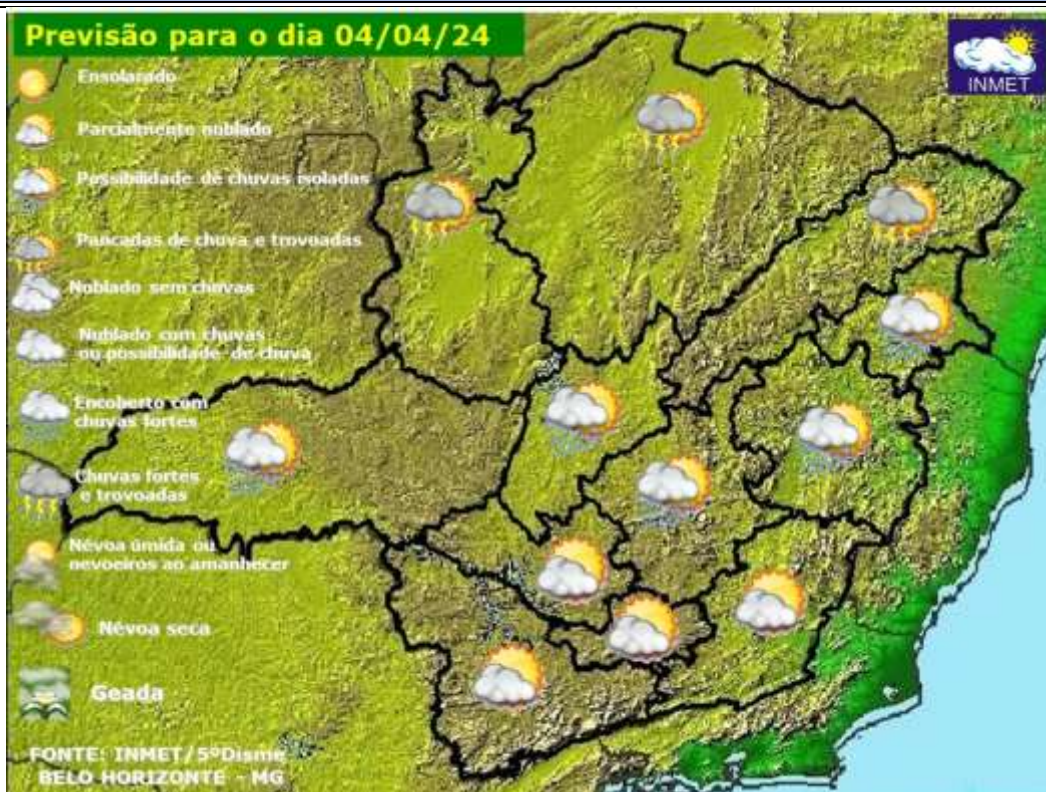 Previsão para o dia 04/04/24
INMET
Ensolarado
Parcialmente nublado
Possibilidade de chuvas isoladas
Pancadas de chuva e trovoadas
Noblado sem chuvas
Nublado com chuvas
ou possibilidade de chuva
Encoberto com
chuvas fortes
Chuvas fortes
e trovoadas
Névoa úmida ou
nevoeiros ao amanhecer
Névoa seca
Geada
FONTE: INMET/5ºDisme
BELO HORIZONTE - MG